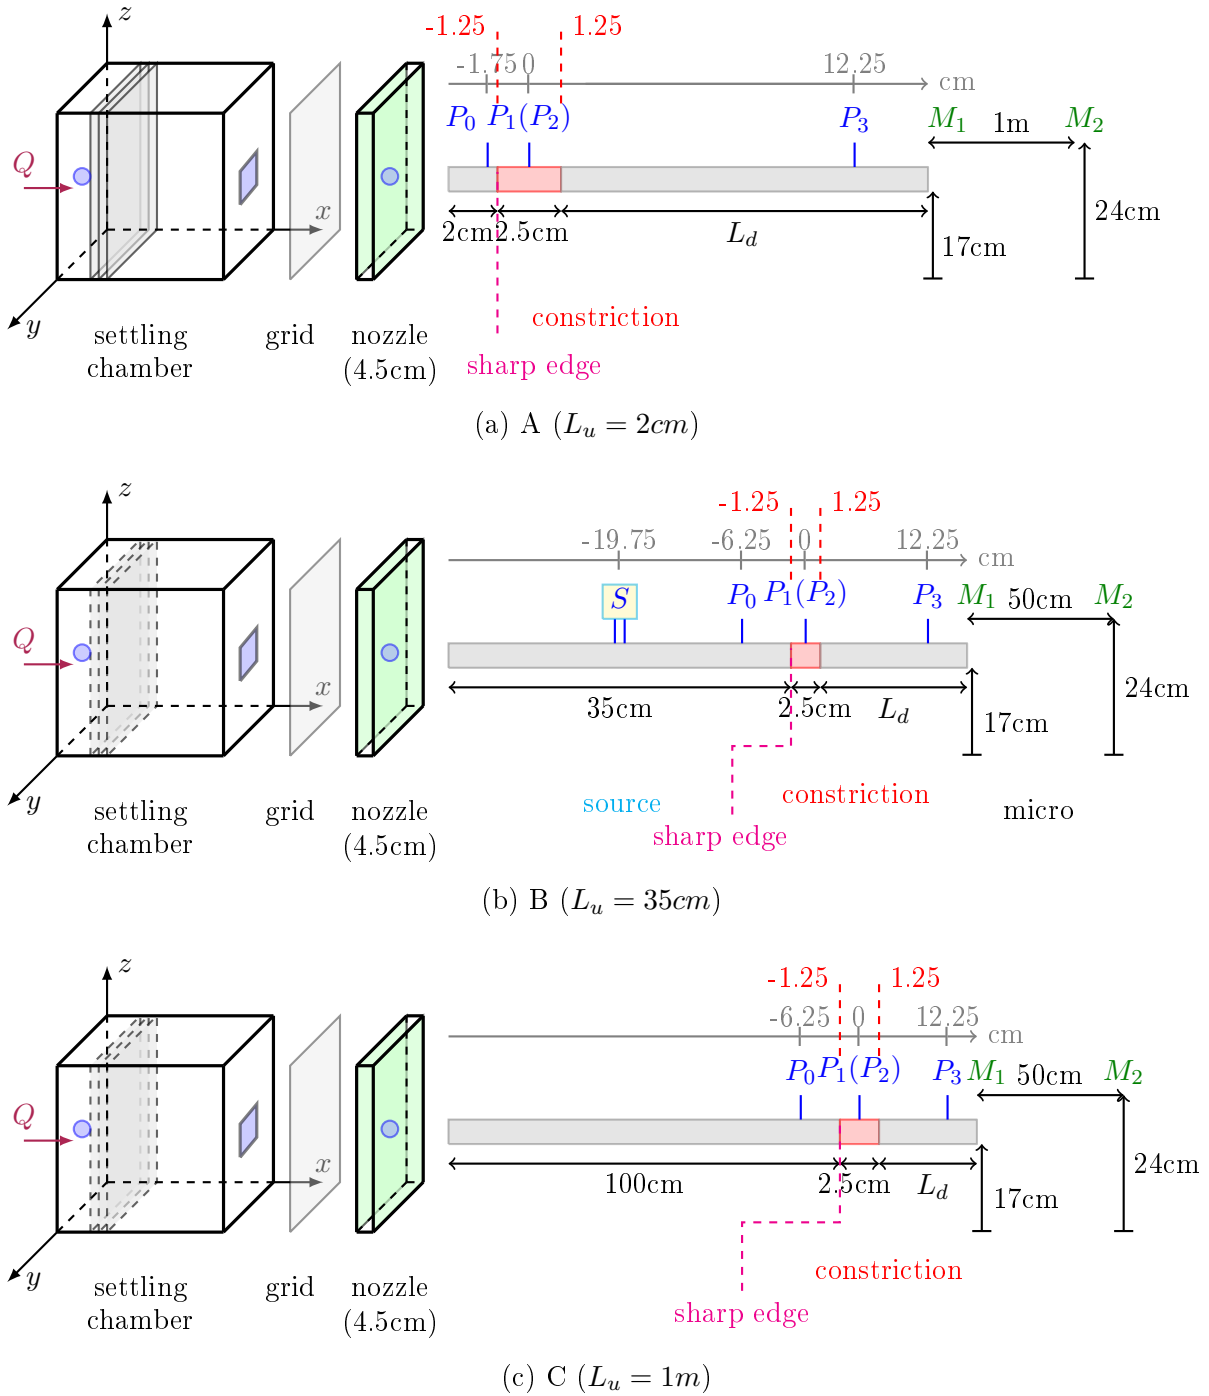 z
-1.25 1.25
-1.75 0 12.25 cm
P0 P1(P2) P3 M1 1m M2
Q
x
2cm 2.5cm Ld 17cm 24cm
y
constriction
settling chamber
grid
nozzle (4.5cm)
sharp edge
(a) A (Lu = 2cm)
z
-1.25 1.25
-19.75 -6.25 0 12.25 cm
S P0 P1(P2) P3 M1 50cm M2
Q
x
35cm 2.5cm Ld 17cm 24cm
y
source
constriction
micro
settling chamber
grid
nozzle (4.5cm)
sharp edge
(b) B (Lu = 35cm)
z
-1.25 1.25
-6.25 0 12.25 cm
P0 P1(P2) P3 M1 50cm M2
Q
x
100cm 2.5cm Ld 17cm 24cm
y
constriction
settling chamber
grid
nozzle (4.5cm)
sharp edge
(c) C (Lu = 1m)